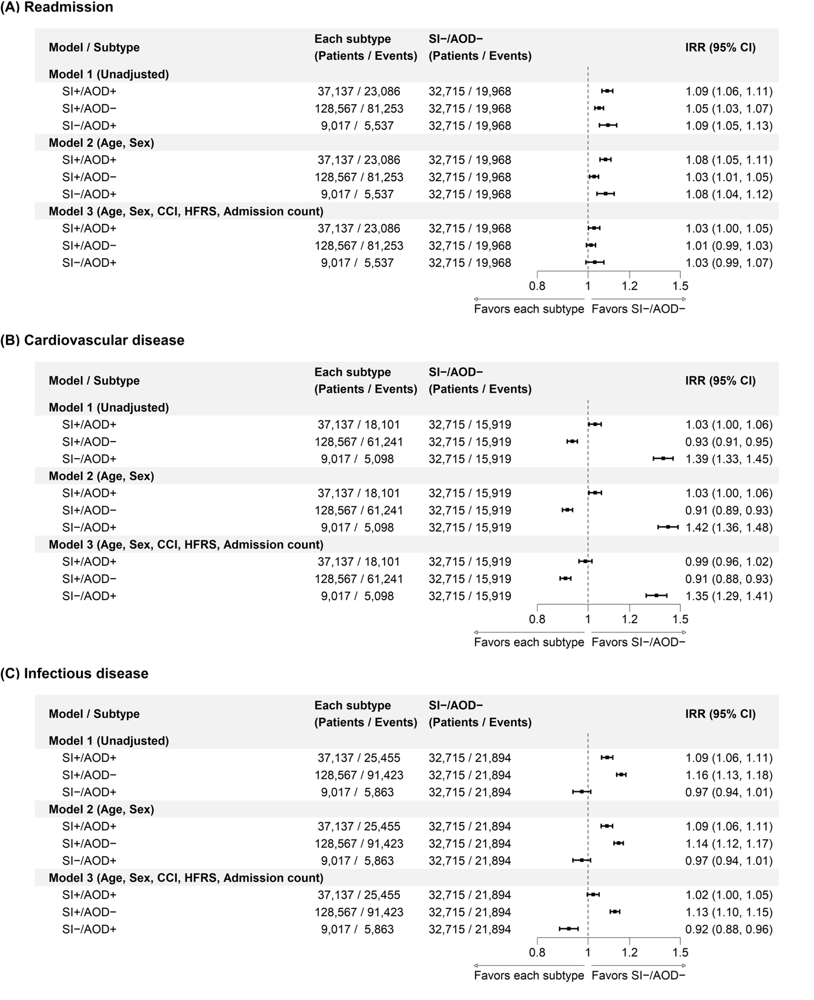 (A) Readmission
Model / Subtype
Each subtype
(Patients / Events)
SI−/AOD−
(Patients / Events)
IRR (95% CI)
Model 1 (Unadjusted)
SI+/AOD+ 37,137 / 23,086 32,715 / 19,968 1.09 (1.06, 1.11)
SI+/AOD− 128,567 / 81,253 32,715 / 19,968 1.05 (1.03, 1.07)
SI−/AOD+ 9,017 / 5,537 32,715 / 19,968 1.09 (1.05, 1.13)
Model 2 (Age, Sex)
SI+/AOD+ 37,137 / 23,086 32,715 / 19,968 1.08 (1.05, 1.11)
SI+/AOD− 128,567 / 81,253 32,715 / 19,968 1.03 (1.01, 1.05)
SI−/AOD+ 9,017 / 5,537 32,715 / 19,968 1.08 (1.04, 1.12)
Model 3 (Age, Sex, CCI, HFRS, Admission count)
SI+/AOD+ 37,137 / 23,086 32,715 / 19,968 1.03 (1.00, 1.05)
SI+/AOD− 128,567 / 81,253 32,715 / 19,968 1.01 (0.99, 1.03)
SI−/AOD+ 9,017 / 5,537 32,715 / 19,968 1.03 (0.99, 1.07)
0.8 1 1.2 1.5
Favors each subtype Favors SI−/AOD−
(B) Cardiovascular disease
Model / Subtype
Each subtype
(Patients / Events)
SI−/AOD−
(Patients / Events)
IRR (95% CI)
Model 1 (Unadjusted)
SI+/AOD+ 37,137 / 18,101 32,715 / 15,919 1.03 (1.00, 1.06)
SI+/AOD− 128,567 / 61,241 32,715 / 15,919 0.93 (0.91, 0.95)
SI−/AOD+ 9,017 / 5,098 32,715 / 15,919 1.39 (1.33, 1.45)
Model 2 (Age, Sex)
SI+/AOD+ 37,137 / 18,101 32,715 / 15,919 1.03 (1.00, 1.06)
SI+/AOD− 128,567 / 61,241 32,715 / 15,919 0.91 (0.89, 0.93)
SI−/AOD+ 9,017 / 5,098 32,715 / 15,919 1.42 (1.36, 1.48)
Model 3 (Age, Sex, CCI, HFRS, Admission count)
SI+/AOD+ 37,137 / 18,101 32,715 / 15,919 0.99 (0.96, 1.02)
SI+/AOD− 128,567 / 61,241 32,715 / 15,919 0.91 (0.88, 0.93)
SI−/AOD+ 9,017 / 5,098 32,715 / 15,919 1.35 (1.29, 1.41)
0.8 1 1.2 1.5
Favors each subtype Favors SI−/AOD−
(C) Infectious disease
Model / Subtype
Each subtype
(Patients / Events)
SI−/AOD−
(Patients / Events)
IRR (95% CI)
Model 1 (Unadjusted)
SI+/AOD+ 37,137 / 25,455 32,715 / 21,894 1.09 (1.06, 1.11)
SI+/AOD− 128,567 / 91,423 32,715 / 21,894 1.16 (1.13, 1.18)
SI−/AOD+ 9,017 / 5,863 32,715 / 21,894 0.97 (0.94, 1.01)
Model 2 (Age, Sex)
SI+/AOD+ 37,137 / 25,455 32,715 / 21,894 1.09 (1.06, 1.11)
SI+/AOD− 128,567 / 91,423 32,715 / 21,894 1.14 (1.12, 1.17)
SI−/AOD+ 9,017 / 5,863 32,715 / 21,894 0.97 (0.94, 1.01)
Model 3 (Age, Sex, CCI, HFRS, Admission count)
SI+/AOD+ 37,137 / 25,455 32,715 / 21,894 1.02 (1.00, 1.05)
SI+/AOD− 128,567 / 91,423 32,715 / 21,894 1.13 (1.10, 1.15)
SI−/AOD+ 9,017 / 5,863 32,715 / 21,894 0.92 (0.88, 0.96)
0.8 1 1.2 1.5
Favors each subtype Favors SI−/AOD−